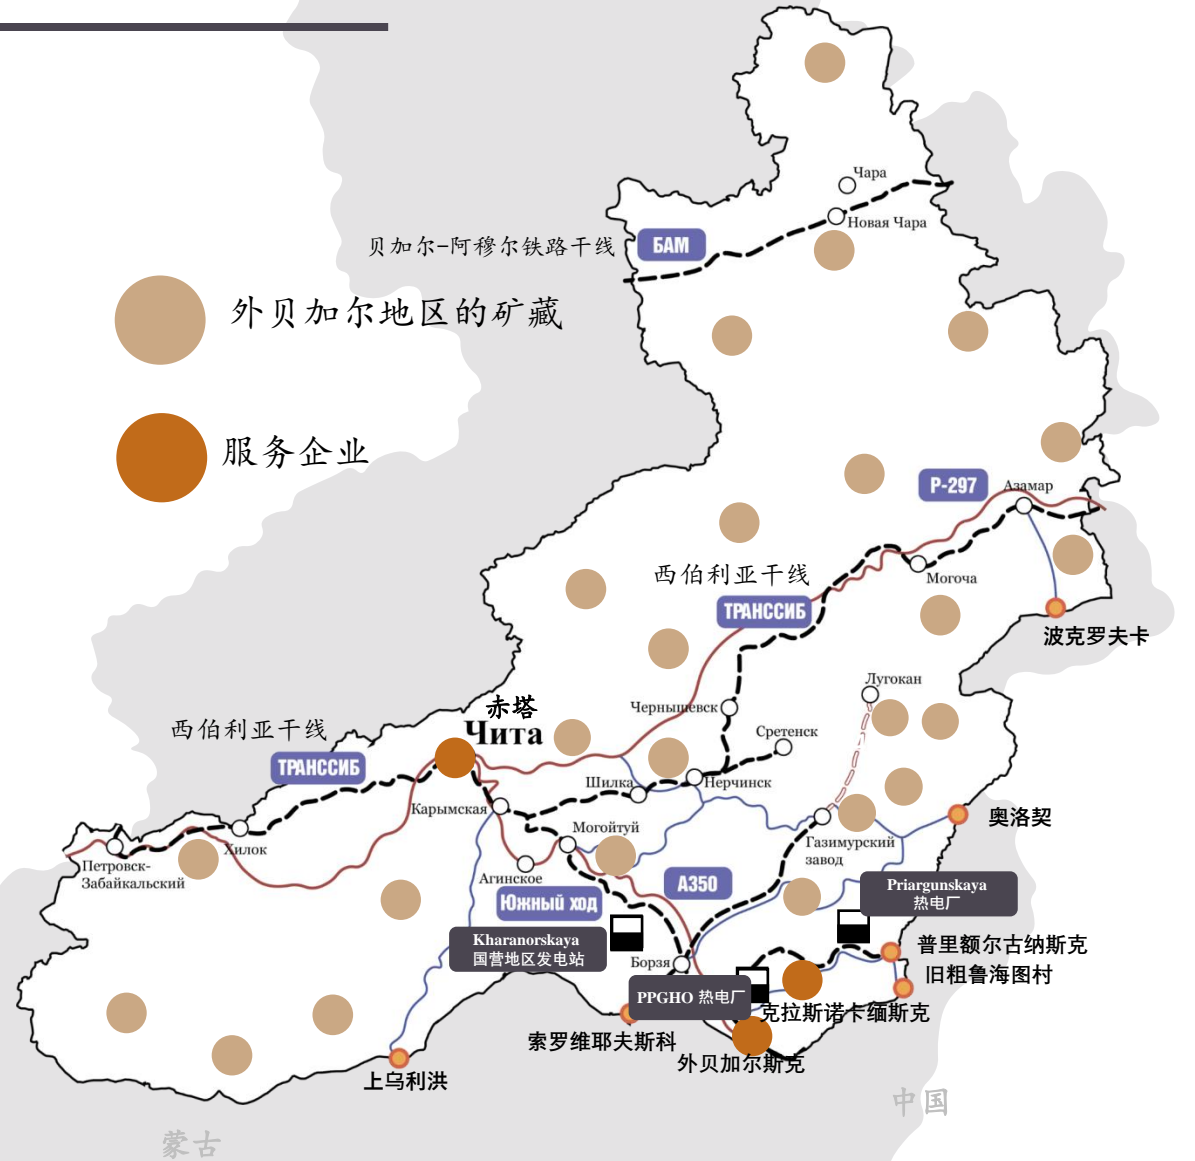 Чара
Новая Чара
贝加尔-阿穆尔铁路干线
БАМ
外贝加尔地区的矿藏
服务企业
Р-297
Азамар
Могоча
西伯利亚干线
ТРАНССИБ
波克罗夫卡
Лугокан
赤塔
Чита
Чернышевск
Сретенск
西伯利亚干线
ТРАНССИБ
Шилка
Нерчинск
Карымская
奥洛契
Могойтуй
Газимурский
завод
Хилок
Петровск-
Забайкальский
Агинское
А350
Южный ход
Priargunskaya
热电厂
Kharanorskaya
国营地区发电站
普里额尔古纳斯克
Борзя
旧粗鲁海图村
PPGHO 热电厂
克拉斯诺卡缅斯克
索罗维耶夫斯科
外贝加尔斯克
上乌利洪
中国
蒙古